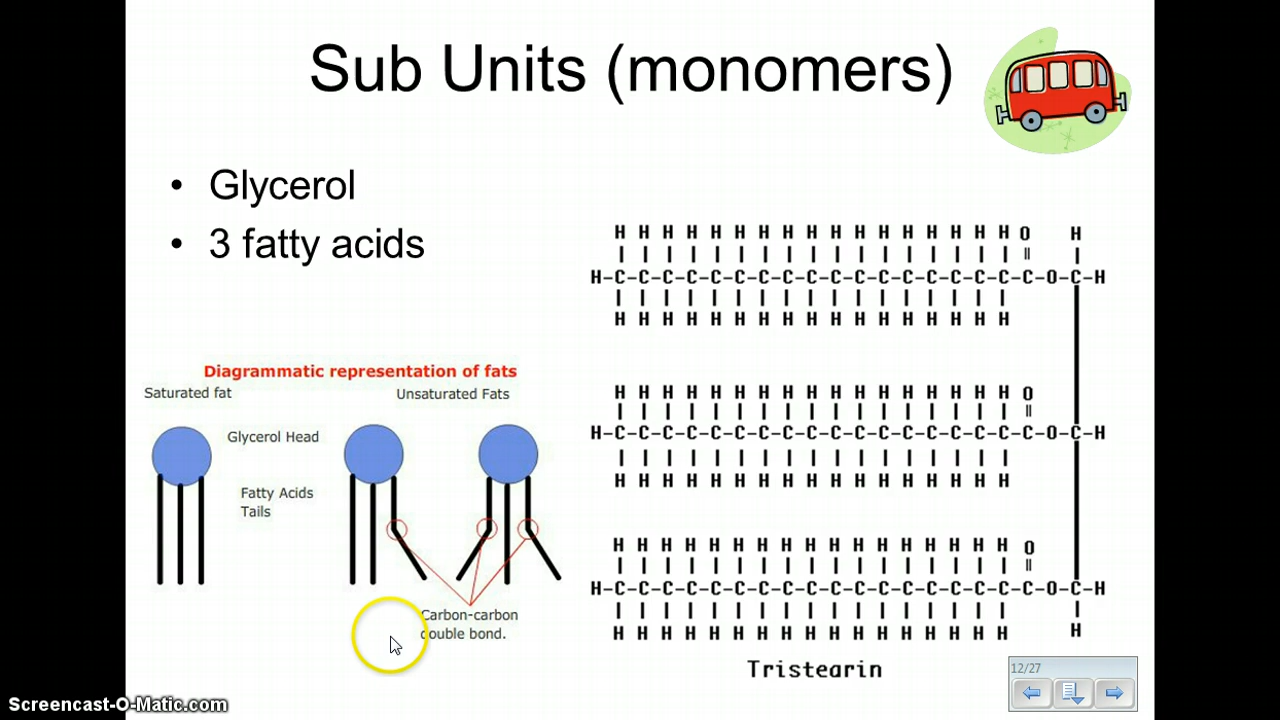 Sub Units (monomers)
• Glycerol
• 3 fatty acids
Diagrammatic representation of fats
Saturated fat
Unsaturated Fats
Glycerol Head
Fatty Acids
Tails
Carbon-carbon
double bond.
H H H H H H H H H H H H H H H H H O H
H-C-C-C-C-C-C-C-C-C-C-C-C-C-C-C-C-C-C-O-C-H
H H H H H H H H H H H H H H H H H
H H H H H H H H H H H H H H H H H O
H-C-C-C-C-C-C-C-C-C-C-C-C-C-C-C-C-C-C-O-C-H
H H H H H H H H H H H H H H H H H
H H H H H H H H H H H H H H H H H O
H-C-C-C-C-C-C-C-C-C-C-C-C-C-C-C-C-C-C-O-C-H
H H H H H H H H H H H H H H H H H H
Tristearin
12/27
Screencast-O-Matic.com